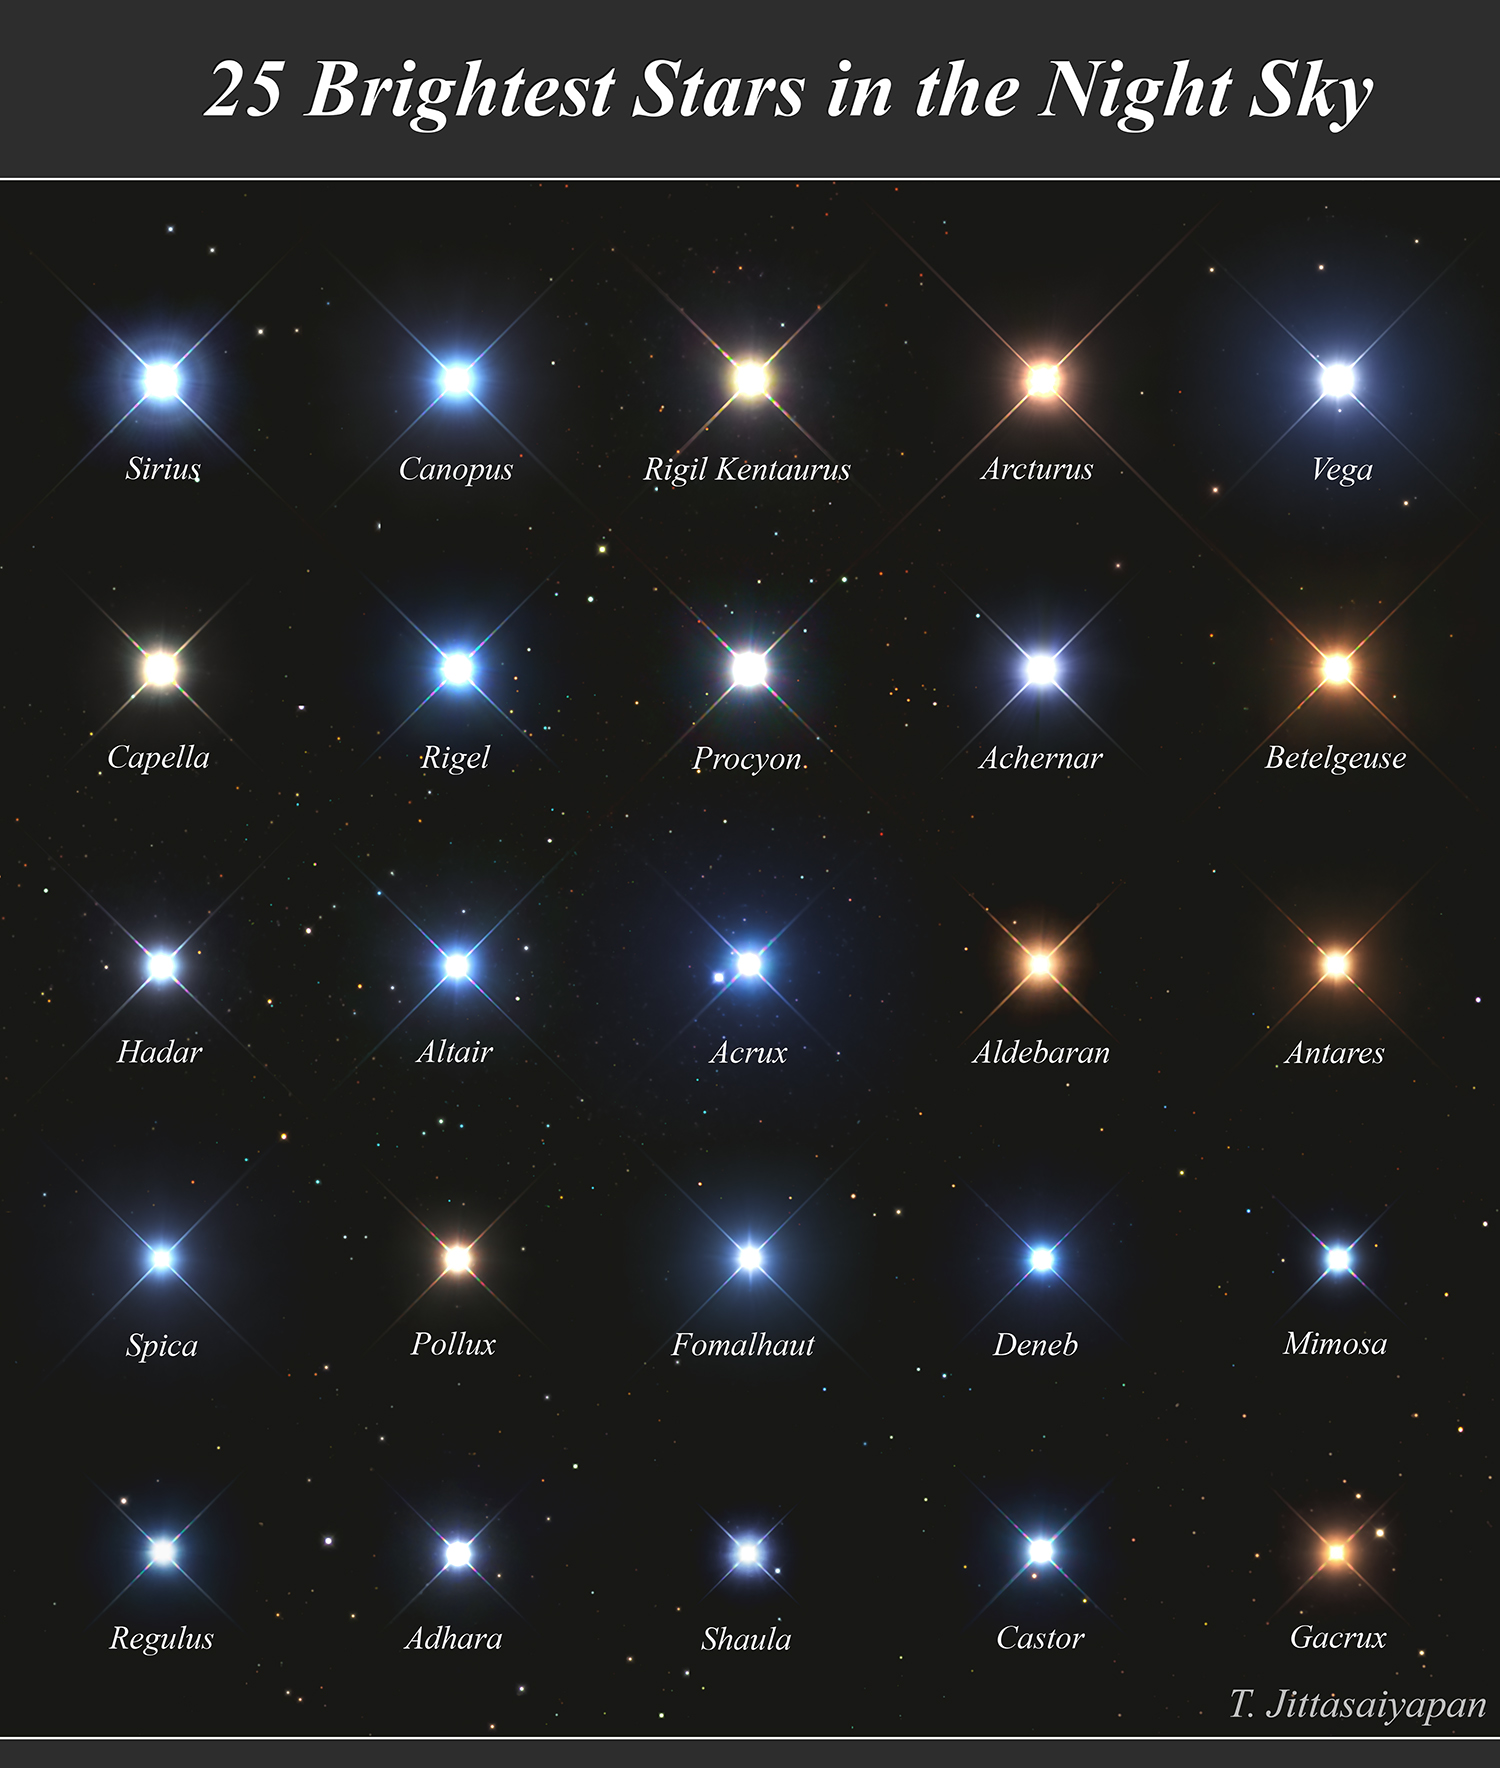 25 Brightest Stars in the Night Sky
Sirius Canopus Rigil Kentaurus Arcturus Vega
Capella Rigel Procyon Achernar Betelgeuse
Hadar Altair Acrux Aldebaran Antares
Spica Pollux Fomalhaut Deneb Mimosa
Regulus Adhara Shaula Castor Gacrux
T. Jittasaiyapan